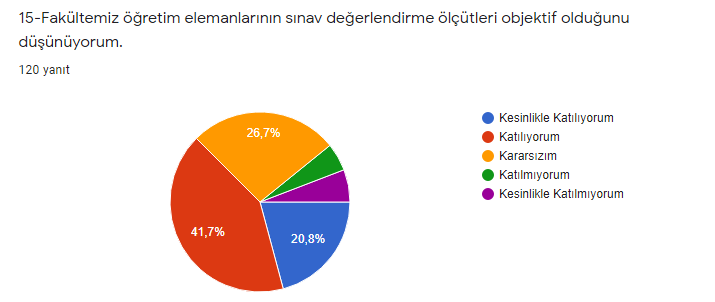 15-Fakültemiz öğretim elemanlarının sınav değerlendirme ölçütleri objektif olduğunu
düşünüyorum.
120 yanıt
26,7%
41,7%
20,8%
Kesinlikle Katılıyorum
Katılıyorum
Kararsızım
Katılmıyorum
Kesinlikle Katılmıyorum